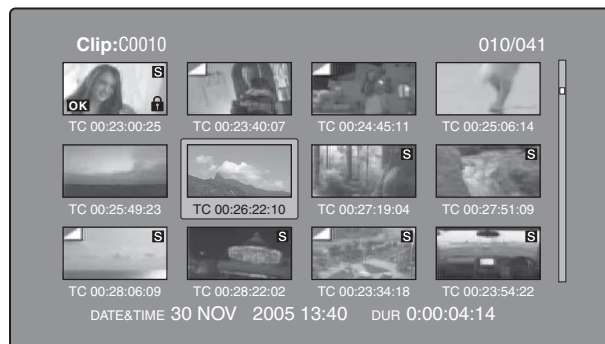 Clip:C0010 010/041
S
OK
TC 00:23:00:25 TC 00:23:40:07 TC 00:24:45:11 TC 00:25:06:14
S S
TC 00:25:49:23 TC 00:26:22:10 TC 00:27:19:04 TC 00:27:51:09
S S S S
TC 00:28:06:09 TC 00:28:22:02 TC 00:23:34:18 TC 00:23:54:22
DATE&TIME 30 NOV 2005 13:40 DUR 0:00:04:14